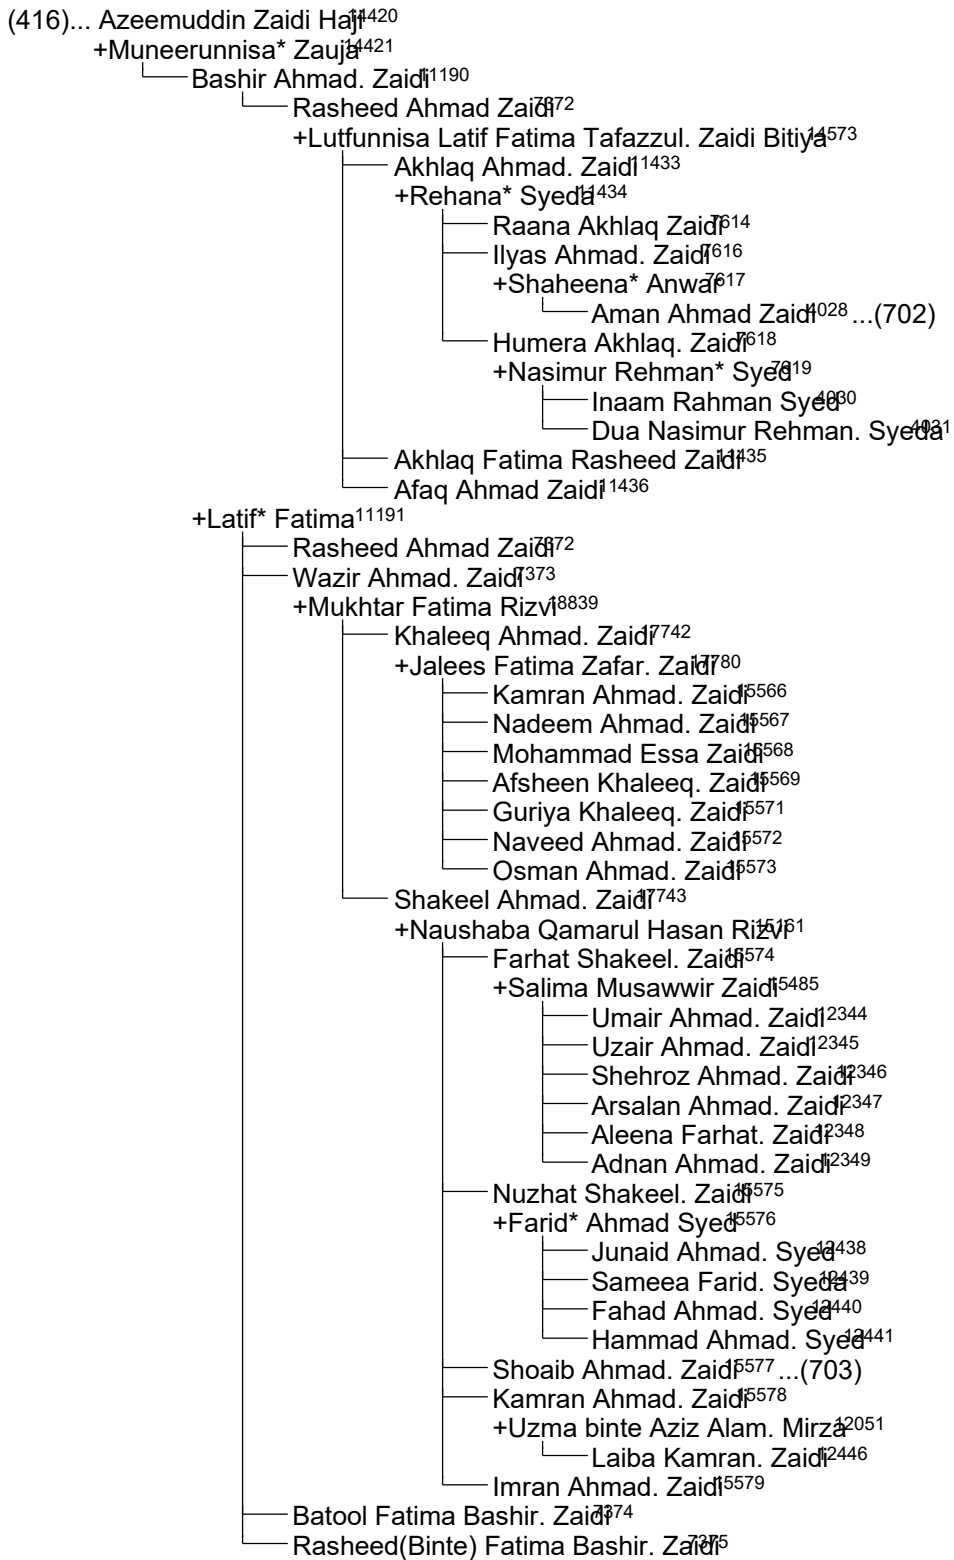 (416)... Azeemuddin Zaidi Haji14420
+Muneerunnisa* Zauja14421
Bashir Ahmad. Zaidi11190
Rasheed Ahmad Zaidi7372
+Lutfunnisa Latif Fatima Tafazzul. Zaidi Bitiya14573
Akhlaq Ahmad. Zaidi11433
+Rehana* Syeda11434
Raana Akhlaq Zaidi7614
Ilyas Ahmad. Zaidi7616
+Shaheena* Anwar7617
Aman Ahmad Zaidi4028 ...(702)
Humera Akhlaq. Zaidi7618
+Nasimur Rehman* Syed7619
Inaam Rahman Syed4030
Dua Nasimur Rehman. Syeda4031
Akhlaq Fatima Rasheed Zaidi11435
Afaq Ahmad Zaidi11436
+Latif* Fatima11191
Rasheed Ahmad Zaidi7372
Wazir Ahmad. Zaidi7373
+Mukhtar Fatima Rizvi18839
Khaleeq Ahmad. Zaidi17742
+Jalees Fatima Zafar. Zaidi17780
Kamran Ahmad. Zaidi15566
Nadeem Ahmad. Zaidi15567
Mohammad Essa Zaidi15568
Afsheen Khaleeq. Zaidi15569
Guriya Khaleeq. Zaidi15571
Naveed Ahmad. Zaidi15572
Osman Ahmad. Zaidi15573
Shakeel Ahmad. Zaidi17743
+Naushaba Qamarul Hasan Rizvi15161
Farhat Shakeel. Zaidi15574
+Salima Musawwir Zaidi15485
Umair Ahmad. Zaidi12344
Uzair Ahmad. Zaidi12345
Shehroz Ahmad. Zaidi12346
Arsalan Ahmad. Zaidi12347
Aleena Farhat. Zaidi12348
Adnan Ahmad. Zaidi12349
Nuzhat Shakeel. Zaidi15575
+Farid* Ahmad Syed15576
Junaid Ahmad. Syed12438
Sameea Farid. Syeda12439
Fahad Ahmad. Syed12440
Hammad Ahmad. Syed12441
Shoaib Ahmad. Zaidi15577 ...(703)
Kamran Ahmad. Zaidi15578
+Uzma binte Aziz Alam. Mirza12051
Laiba Kamran. Zaidi12446
Imran Ahmad. Zaidi15579
Batool Fatima Bashir. Zaidi7374
Rasheed(Binte) Fatima Bashir. Zaidi7375